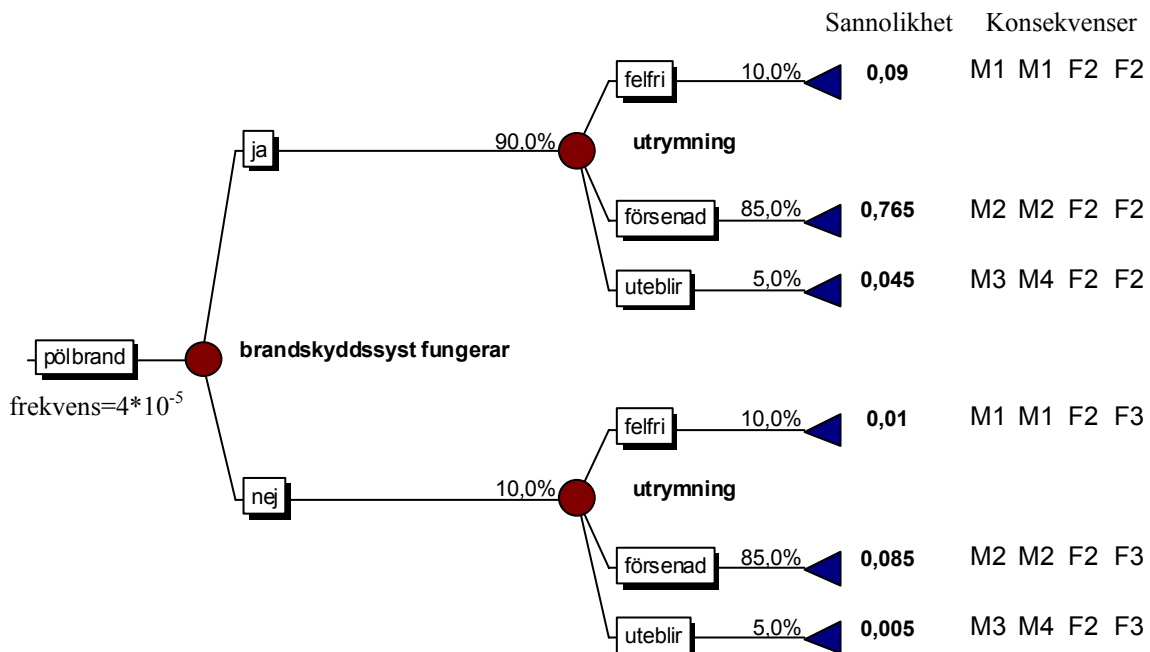 Sannolikhet Konsekvenser
felfri 10,0% 0,09 M1 M1 F2 F2
ja 90,0% utrymning
försenad 85,0% 0,765 M2 M2 F2 F2
uteblir 5,0% 0,045 M3 M4 F2 F2
pölbrand brandskyddssyst fungerar
frekvens=4*10⁻⁵
felfri 10,0% 0,01 M1 M1 F2 F3
nej 10,0% utrymning
försenad 85,0% 0,085 M2 M2 F2 F3
uteblir 5,0% 0,005 M3 M4 F2 F3